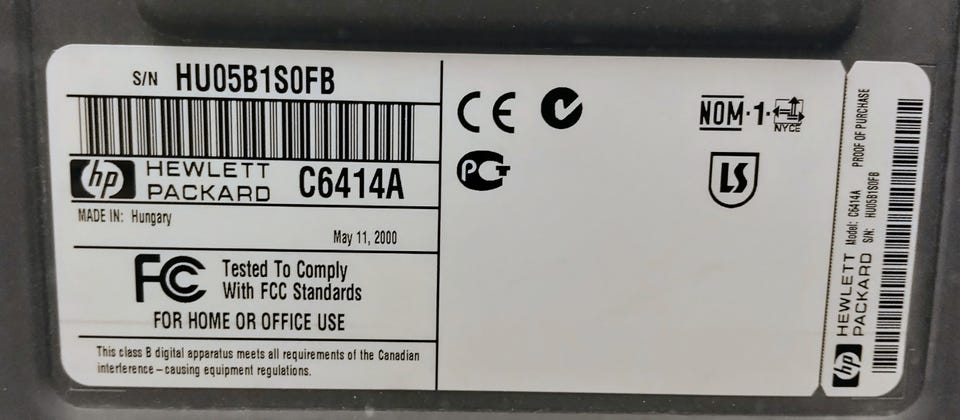 S/N HU05B1S0FB
hp HEWLETT
PACKARD C6414A
MADE IN: Hungary
May 11, 2000
FC Tested To Comply
With FCC Standards
FOR HOME OR OFFICE USE
This class B digital apparatus meets all requirements of the Canadian
interference – causing equipment regulations.
CE
NOM·1·
NYCE
PCT
LS
hp HEWLETT Model: C6414A PROOF OF PURCHASE
PACKARD S/N: HU05B1S0FB